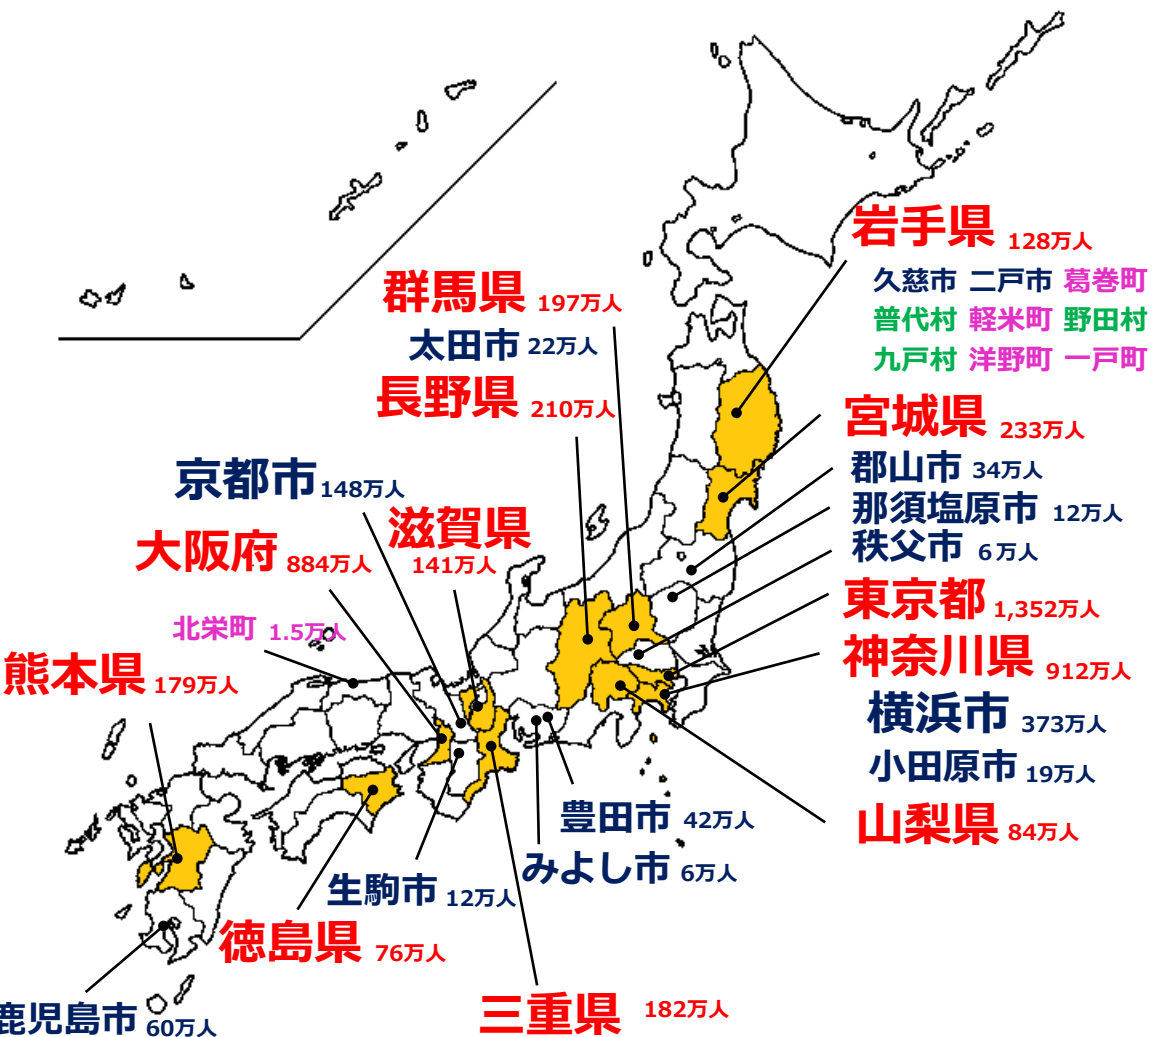 岩手県 128万人
久慈市 二戸市 葛巻町
普代村 軽米町 野田村
九戸村 洋野町 一戸町
群馬県 197万人
太田市 22万人
長野県 210万人
宮城県 233万人
郡山市 34万人
那須塩原市 12万人
秩父市 6万人
京都市 148万人
滋賀県
141万人
大阪府 884万人
東京都 1,352万人
北栄町 1.5万人
神奈川県 912万人
熊本県 179万人
横浜市 373万人
小田原市 19万人
豊田市 42万人
山梨県 84万人
みよし市 6万人
生駒市 12万人
徳島県 76万人
三重県 182万人
鹿児島市 60万人